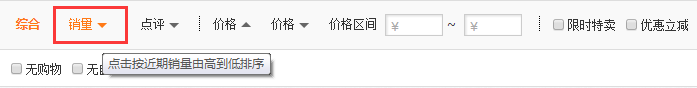 综合 销量 点评 价格 价格 价格区间 ¥ ~ ¥ 限时特卖 优惠立减
无购物 无自
点击按近期销量由高到低排序